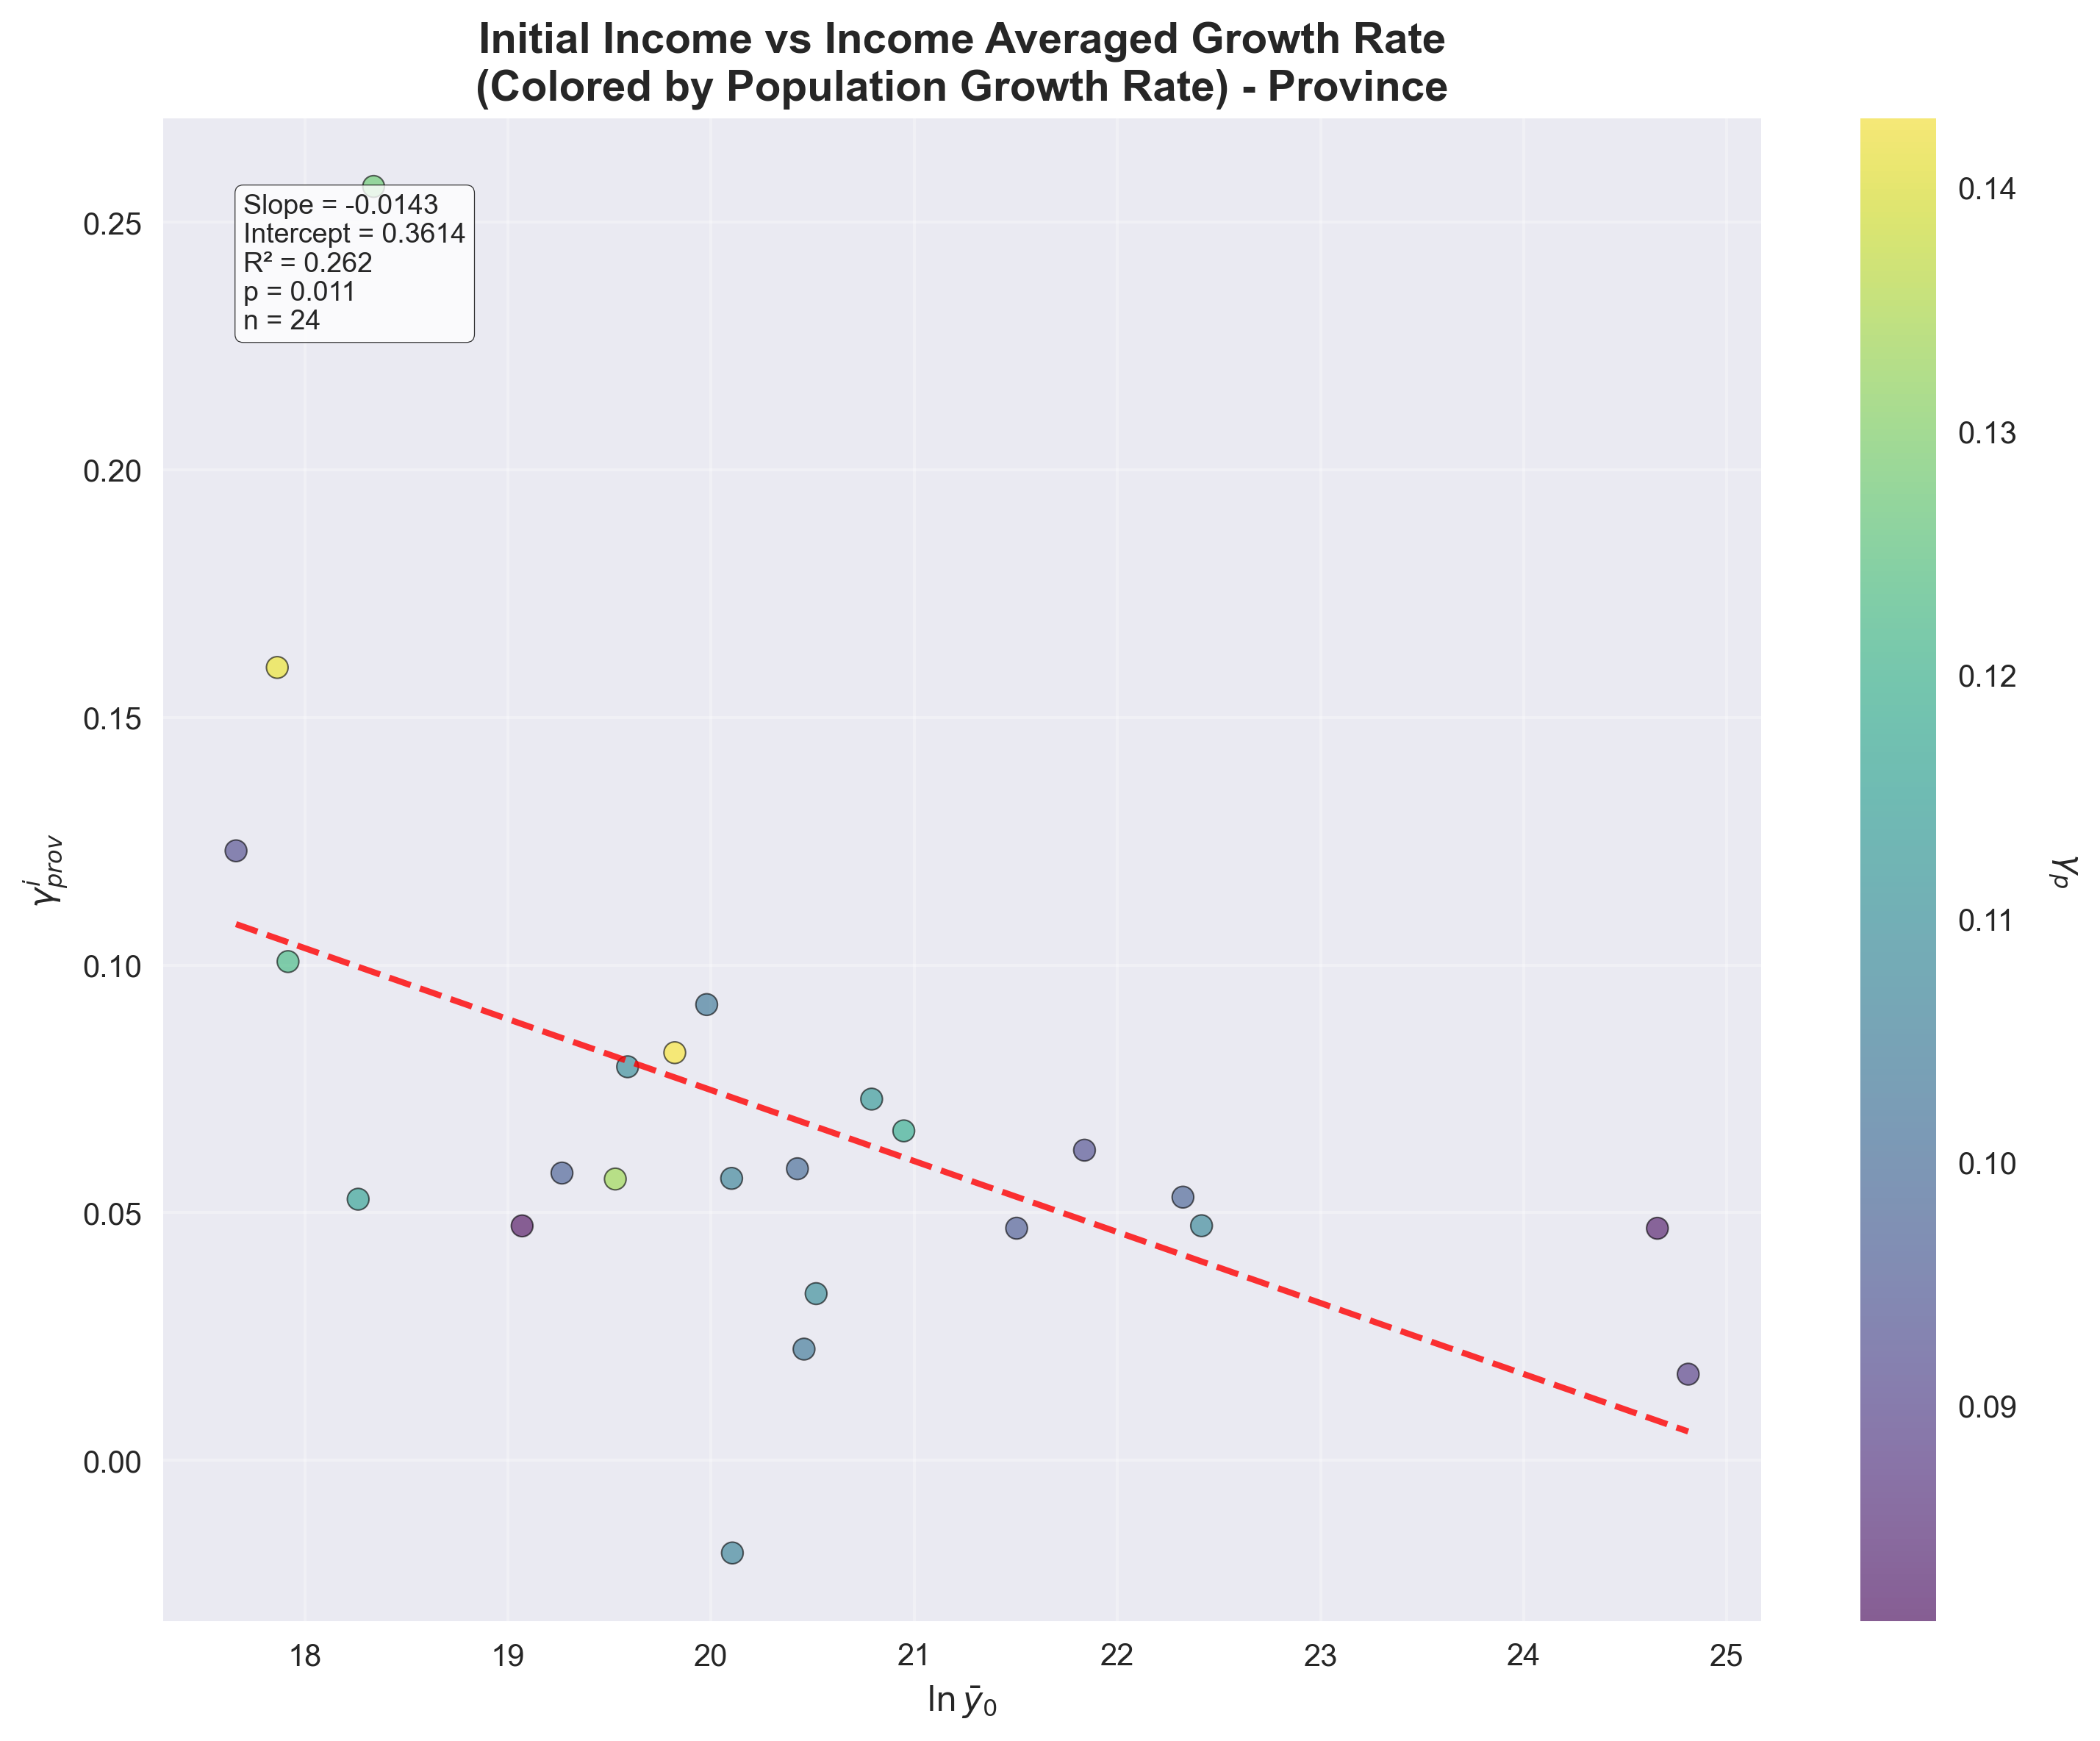 Initial Income vs Income Averaged Growth Rate
(Colored by Population Growth Rate) - Province
Slope = -0.0143
Intercept = 0.3614
R² = 0.262
p = 0.011
n = 24
0.25
0.20
0.15
0.10
0.05
0.00
γ^i_{prov}
18 19 20 21 22 23 24 25
ln ȳ₀
0.14
0.13
0.12
0.11
0.10
0.09
γ_p